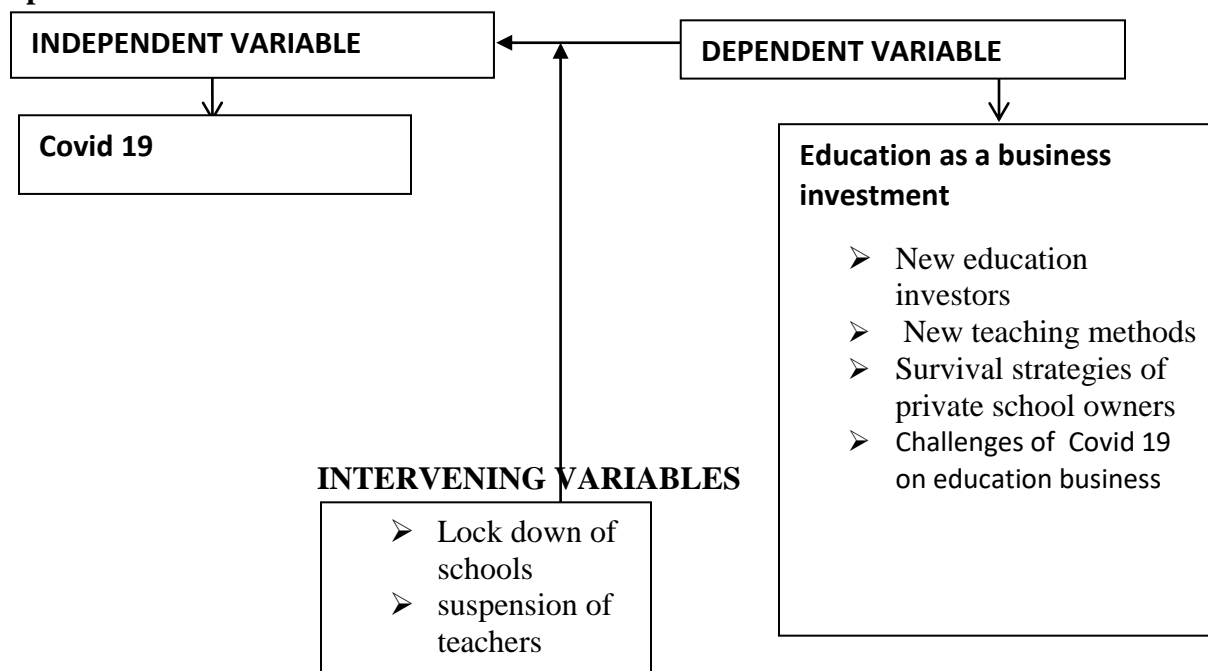 INDEPENDENT VARIABLE
DEPENDENT VARIABLE
Covid 19
Education as a business
investment
➢ New education
investors
➢ New teaching methods
➢ Survival strategies of
private school owners
➢ Challenges of Covid 19
on education business
INTERVENING VARIABLES
➢ Lock down of
schools
➢ suspension of
teachers